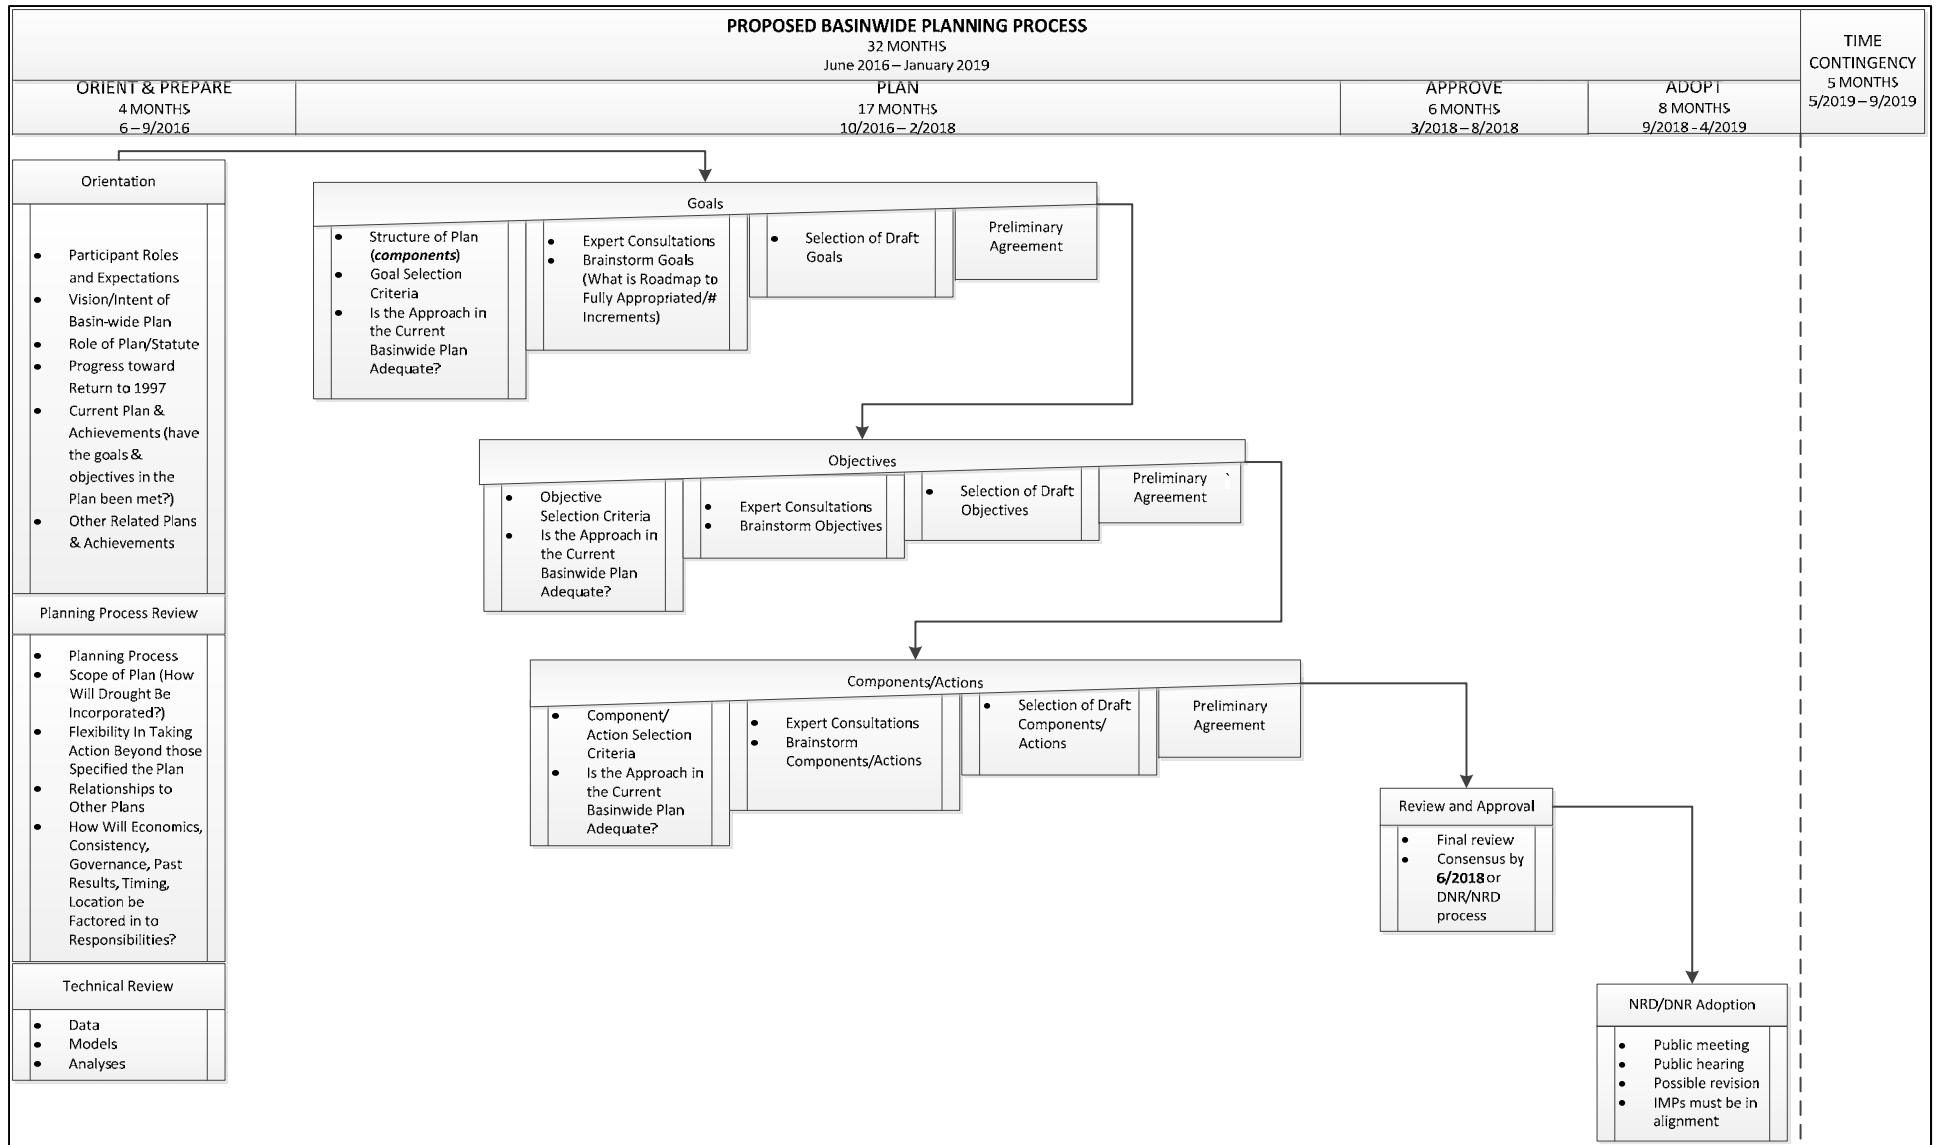 PROPOSED BASINWIDE PLANNING PROCESS
32 MONTHS
June 2016 – January 2019
TIME
CONTINGENCY
5 MONTHS
5/2019 – 9/2019
ORIENT & PREPARE
4 MONTHS
6 – 9/2016
PLAN
17 MONTHS
10/2016 – 2/2018
APPROVE
6 MONTHS
3/2018 – 8/2018
ADOPT
8 MONTHS
9/2018 - 4/2019
Orientation
• Participant Roles
and Expectations
• Vision/Intent of
Basin-wide Plan
• Role of Plan/Statute
• Progress toward
Return to 1997
• Current Plan &
Achievements (have
the goals &
objectives in the
Plan been met?)
• Other Related Plans
& Achievements
Planning Process Review
• Planning Process
• Scope of Plan (How
Will Drought Be
Incorporated?)
• Flexibility In Taking
Action Beyond those
Specified the Plan
• Relationships to
Other Plans
• How Will Economics,
Consistency,
Governance, Past
Results, Timing,
Location be
Factored in to
Responsibilities?
Technical Review
• Data
• Models
• Analyses
Goals
• Structure of Plan
(components)
• Goal Selection
Criteria
• Is the Approach in
the Current
Basinwide Plan
Adequate?
• Expert Consultations
• Brainstorm Goals
(What is Roadmap to
Fully Appropriated/#
Increments)
• Selection of Draft
Goals
Preliminary
Agreement
Objectives
• Objective
Selection Criteria
• Is the Approach in
the Current
Basinwide Plan
Adequate?
• Expert Consultations
• Brainstorm Objectives
• Selection of Draft
Objectives
Preliminary `
Agreement
Components/Actions
• Component/
Action Selection
Criteria
• Is the Approach in
the Current
Basinwide Plan
Adequate?
• Expert Consultations
• Brainstorm
Components/Actions
• Selection of Draft
Components/
Actions
Preliminary
Agreement
Review and Approval
• Final review
• Consensus by
6/2018 or
DNR/NRD
process
NRD/DNR Adoption
• Public meeting
• Public hearing
• Possible revision
• IMPs must be in
alignment